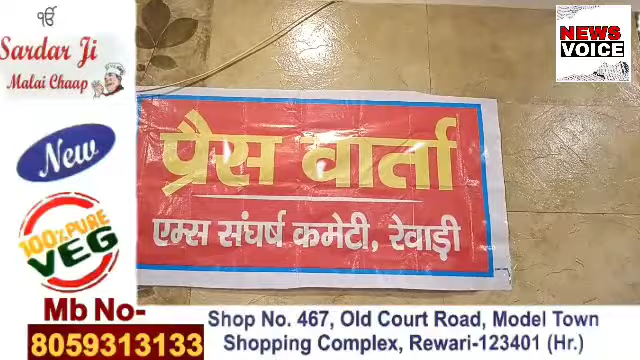 ੴ
Sardar Ji
Malai Chaap
NEWS
VOICE
New
100% PURE
VEG
प्रैस वार्ता
एम्स संघर्ष कमेटी, रेवाड़ी
Mb No-
8059313133
Shop No. 467, Old Court Road, Model Town
Shopping Complex, Rewari-123401 (Hr.)